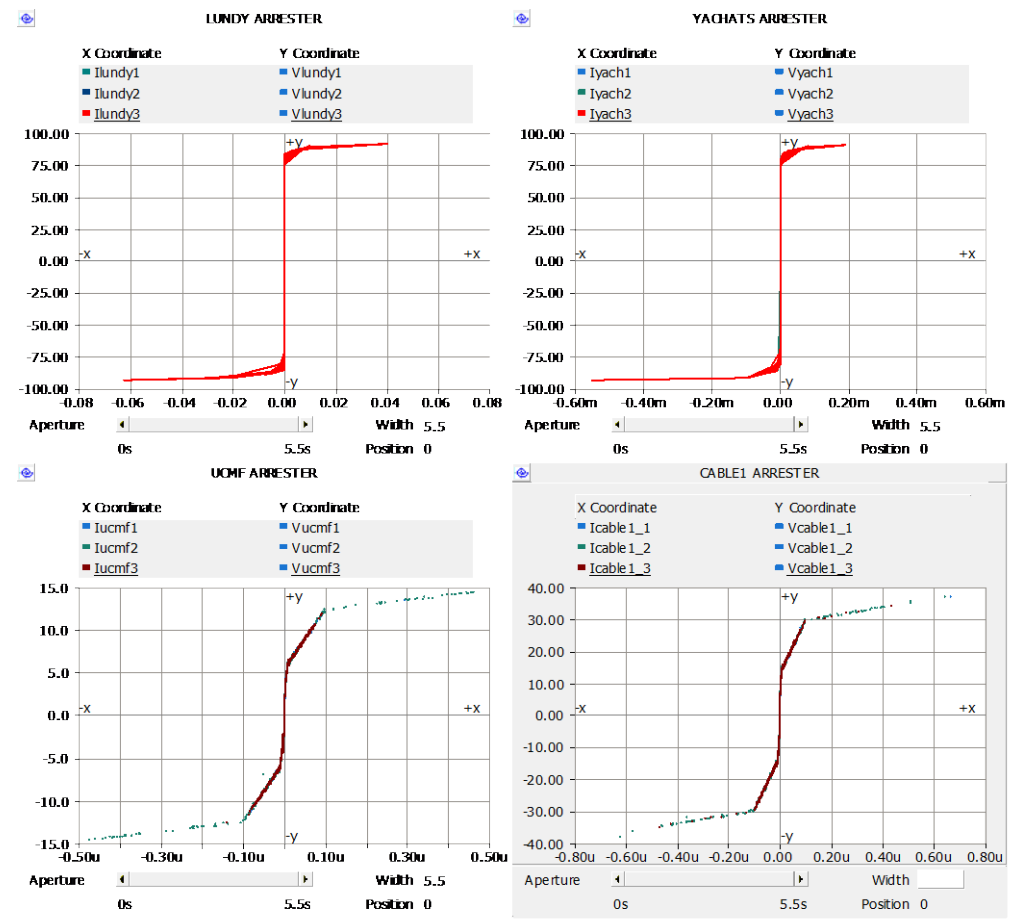 LUNDY ARRESTER
X Coordinate Y Coordinate
Ilundy1 Vlundy1
Ilundy2 Vlundy2
Ilundy3 Vlundy3
100.00
75.00
50.00
25.00
0.00
-25.00
-50.00
-75.00
-100.00
+y
-x +x
-y
-0.08 -0.06 -0.04 -0.02 0.00 0.02 0.04 0.06 0.08
Aperture Width 5.5
0s 5.5s Position 0
YACHATS ARRESTER
X Coordinate Y Coordinate
Iyach1 Vyach1
Iyach2 Vyach2
Iyach3 Vyach3
100.00
75.00
50.00
25.00
0.00
-25.00
-50.00
-75.00
-100.00
+y
-x +x
-y
-0.60m -0.40m -0.20m 0.00 0.20m 0.40m 0.60m
Aperture Width 5.5
0s 5.5s Position 0
UCMF ARRESTER
X Coordinate Y Coordinate
Iucmf1 Vucmf1
Iucmf2 Vucmf2
Iucmf3 Vucmf3
15.0
10.0
5.0
0.0
-5.0
-10.0
-15.0
+y
-x +x
-y
-0.50u -0.30u -0.10u 0.10u 0.30u 0.50u
Aperture Width 5.5
0s 5.5s Position 0
CABLE1 ARRESTER
X Coordinate Y Coordinate
Icable1_1 Vcable1_1
Icable1_2 Vcable1_2
Icable1_3 Vcable1_3
40.00
30.00
20.00
10.00
0.00
-10.00
-20.00
-30.00
-40.00
+y
-x +x
-y
-0.80u -0.60u -0.40u -0.20u 0.00 0.20u 0.40u 0.60u 0.80u
Aperture Width
0s 5.5s Position 0